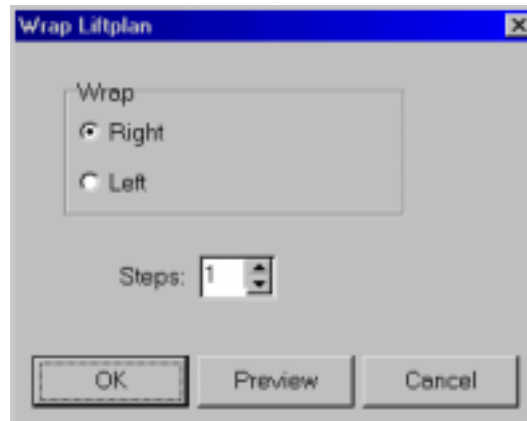 Wrap Liftplan
Wrap
Right
Left
Steps: 1
OK Preview Cancel